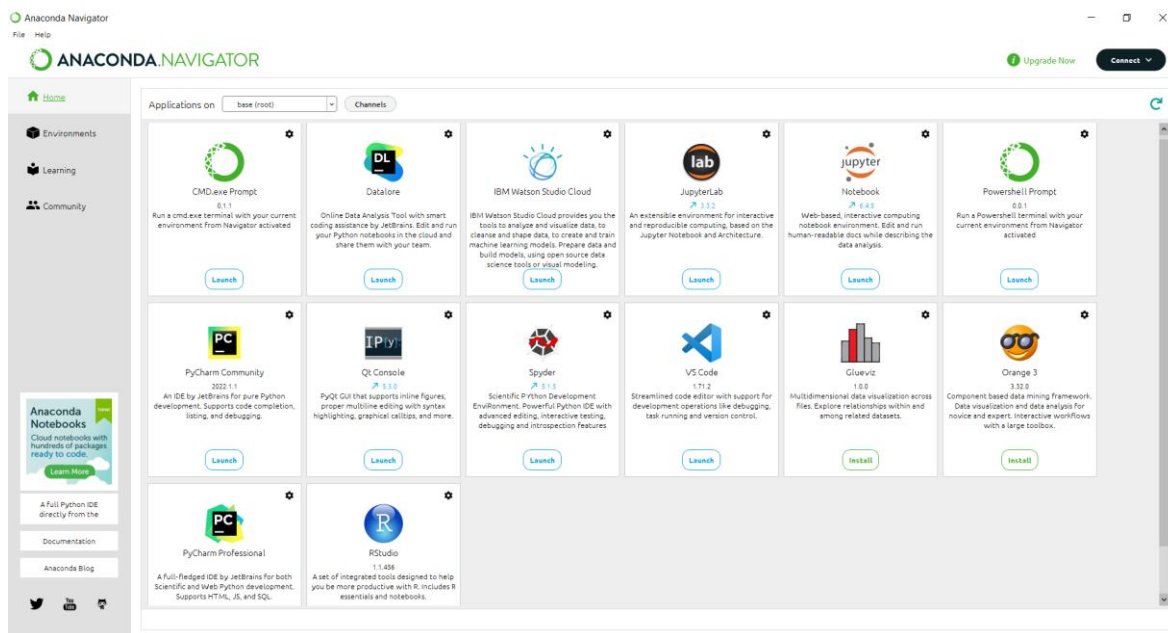 Anaconda Navigator
File Help
ANACONDA.NAVIGATOR
Upgrade Now
Connect
Home
Environments
Learning
Community
Applications on base (root) Channels
CMD.exe Prompt
0.1.1
Run a cmd.exe terminal with your current
environment from Navigator activated
Launch
DL
Datalore
Online Data Analysis Tool with smart
coding assistance by JetBrains. Edit and run
your Python notebooks in the cloud and
share them with your team.
Launch
IBM Watson Studio Cloud
IBM Watson Studio Cloud provides you the
tools to analyze and visualize data, to
cleanse and shape data, to create and train
machine learning models. Prepare data and
build models, using open source data
science tools or visual modeling.
Launch
lab
JupyterLab
3.3.2
An extensible environment for interactive
and reproducible computing, based on the
Jupyter Notebook and Architecture.
Launch
jupyter
Notebook
6.4.8
Web-based, interactive computing
notebook environment. Edit and run
human-readable docs while describing the
data analysis.
Launch
Powershell Prompt
0.0.1
Run a Powershell terminal with your
current environment from Navigator
activated
Launch
PC
PyCharm Community
2022.1.1
An IDE by JetBrains for pure Python
development. Supports code completion,
listing, and debugging.
Launch
IP[y]:
Qt Console
5.3.0
PyQt GUI that supports inline figures,
proper multiline editing with syntax
highlighting, graphical calltips, and more.
Launch
Spyder
5.1.5
Scientific PYthon Development
EnviRonment. Powerful Python IDE with
advanced editing, interactive testing,
debugging and introspection features
Launch
VS Code
1.71.2
Streamlined code editor with support for
development operations like debugging,
task running and version control.
Launch
Glueviz
1.0.0
Multidimensional data visualization across
files. Explore relationships within and
among related datasets.
Install
Orange 3
3.32.0
Component based data mining framework.
Data visualization and data analysis for
novice and expert. Interactive workflows
with a large toolbox.
Install
PC
PyCharm Professional
A full-fledged IDE by JetBrains for both
Scientific and Web Python development.
Supports HTML, JS, and SQL.
R
RStudio
1.1.456
A set of integrated tools designed to help
you be more productive with R. Includes R
essentials and notebooks.
Anaconda
Notebooks
Cloud notebooks with
hundreds of packages
ready to code.
Learn More
A full Python IDE
directly from the
Documentation
Anaconda Blog
You
Tube